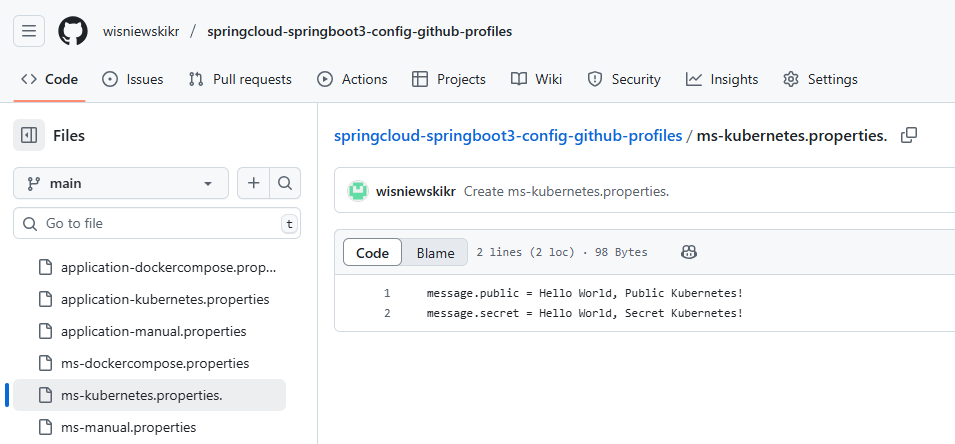 wisniewskikr / springcloud-springboot3-config-github-profiles
Code Issues Pull requests Actions Projects Wiki Security Insights Settings
Files
main
Go to file t
application-dockercompose.prop...
application-kubernetes.properties
application-manual.properties
ms-dockercompose.properties
ms-kubernetes.properties.
ms-manual.properties
springcloud-springboot3-config-github-profiles / ms-kubernetes.properties.
wisniewskikr Create ms-kubernetes.properties.
Code Blame 2 lines (2 loc) · 98 Bytes
1 message.public = Hello World, Public Kubernetes!
2 message.secret = Hello World, Secret Kubernetes!